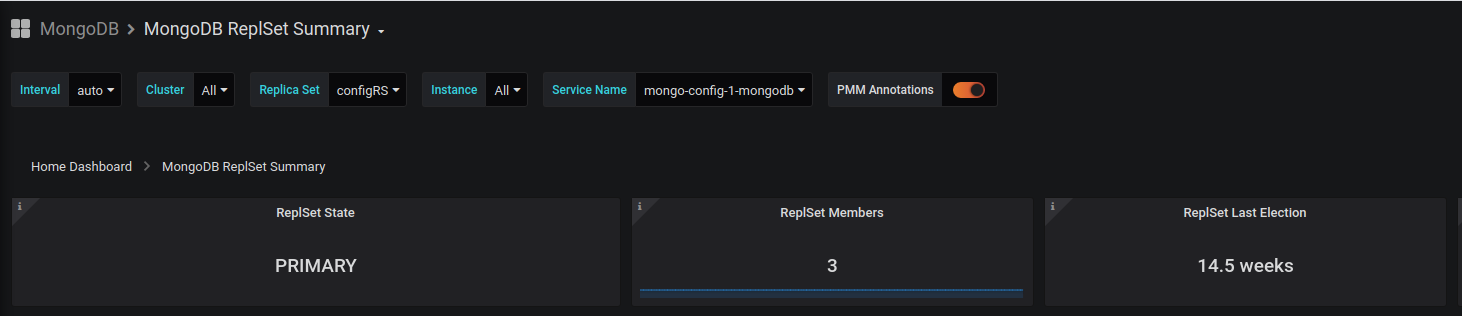 MongoDB > MongoDB ReplSet Summary
Interval auto Cluster All Replica Set configRS Instance All Service Name mongo-config-1-mongodb PMM Annotations
Home Dashboard > MongoDB ReplSet Summary
i ReplSet State i ReplSet Members i ReplSet Last Election
PRIMARY 3 14.5 weeks